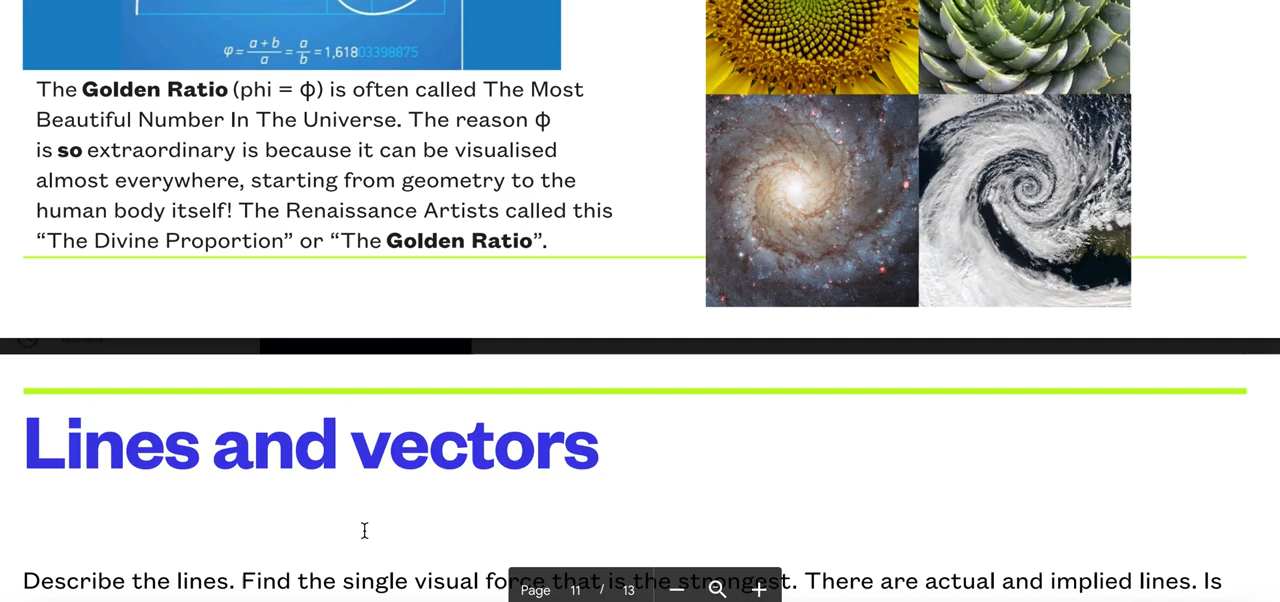 φ = a+b/a = a/b = 1,61803398875
The Golden Ratio (phi = ϕ) is often called The Most
Beautiful Number In The Universe. The reason ϕ
is so extraordinary is because it can be visualised
almost everywhere, starting from geometry to the
human body itself! The Renaissance Artists called this
“The Divine Proportion” or “The Golden Ratio”.
Lines and vectors
Describe the lines. Find the single visual force that is the strongest. There are actual and implied lines. Is
Page 11 / 13